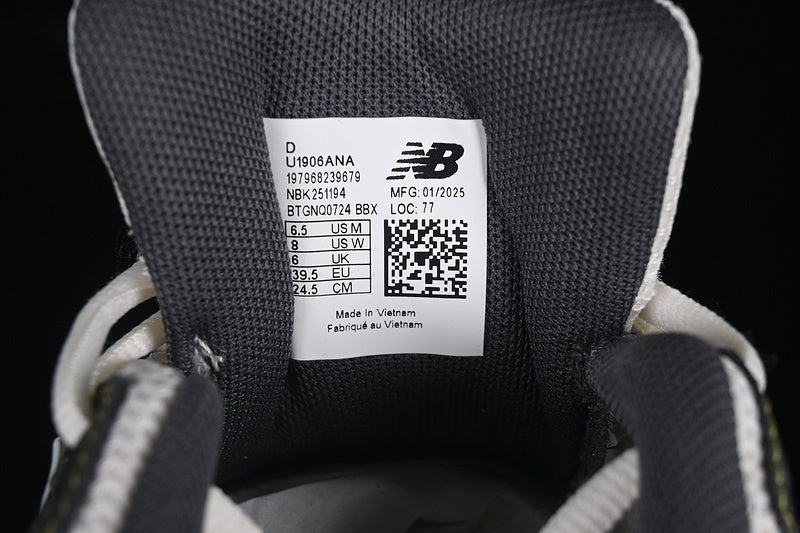 D
U1906ANA
197968239679
NBK251194
BTGNQ0724 BBX
NB
MFG: 01/2025
LOC: 77
6.5 US M
8 US W
6 UK
39.5 EU
24.5 CM
Made In Vietnam
Fabriqué au Vietnam